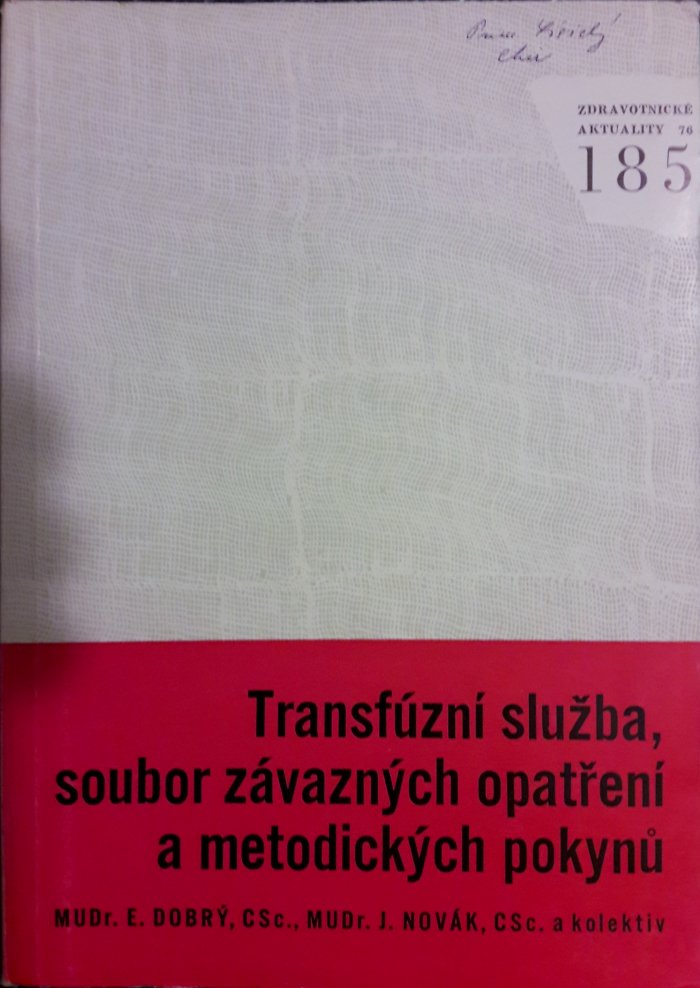 ZDRAVOTNICKÉ
AKTUALITY 76
185
Transfúzní služba,
soubor závazných opatření
a metodických pokynů
MUDr. E. DOBRÝ, CSc., MUDr. J. NOVÁK, CSc. a kolektiv